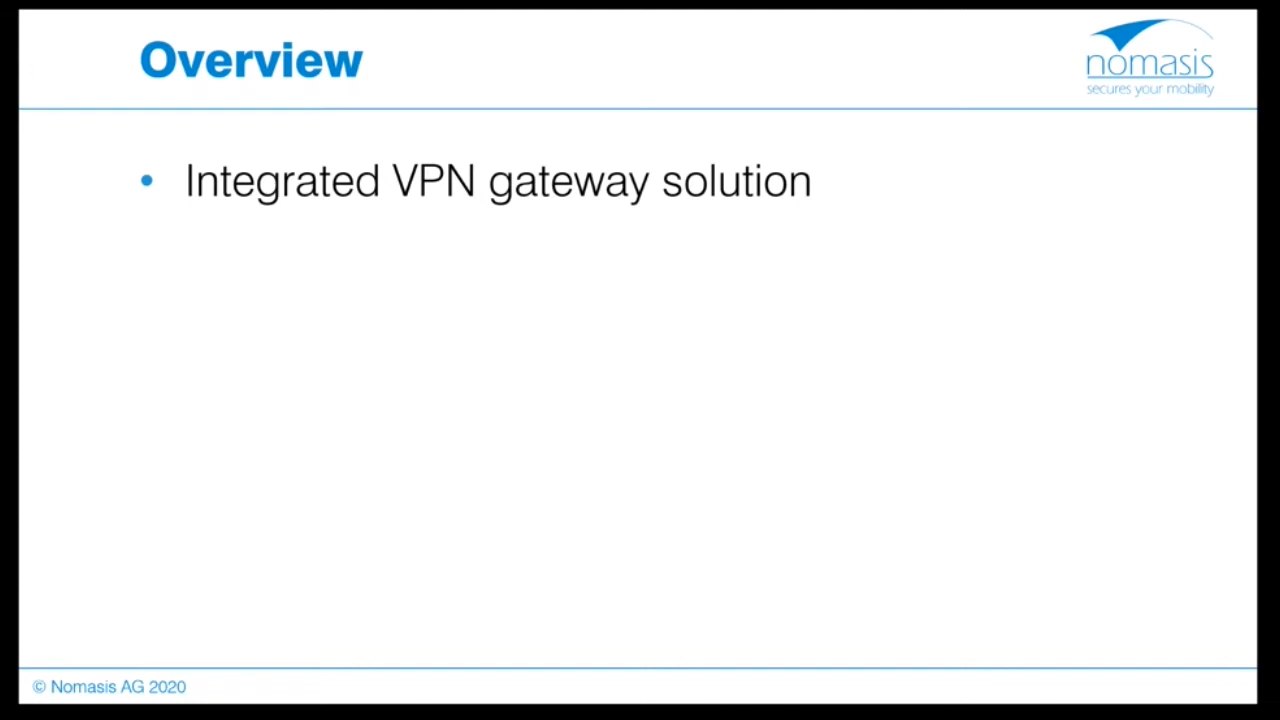 Overview
nomasis
secures your mobility
• Integrated VPN gateway solution
© Nomasis AG 2020